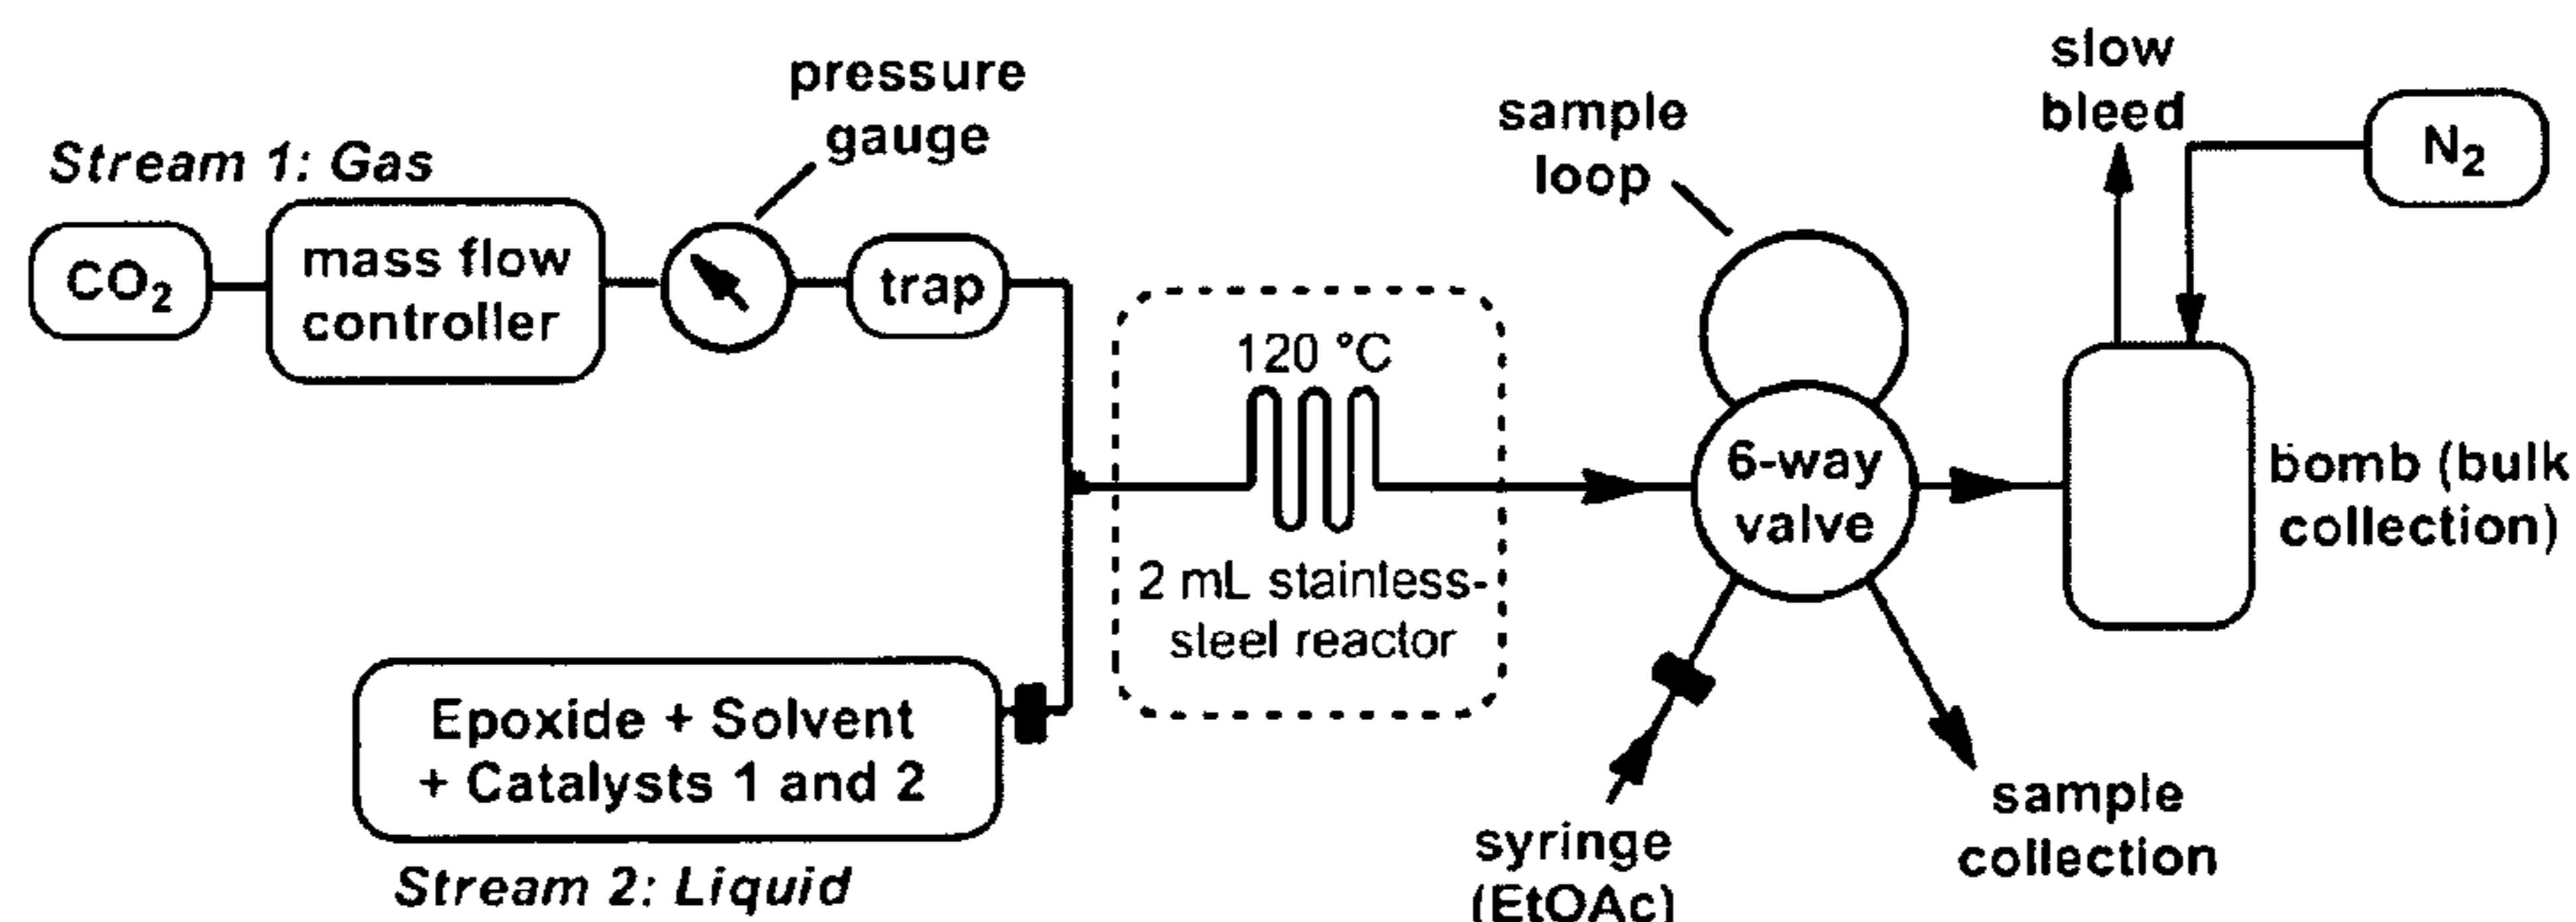 Stream 1: Gas
CO2
mass flow
controller
pressure
gauge
trap
Epoxide + Solvent
+ Catalysts 1 and 2
Stream 2: Liquid
120 °C
2 mL stainless-
steel reactor
sample
loop
6-way
valve
syringe
(EtOAc)
sample
collection
slow
bleed
N2
bomb (bulk
collection)